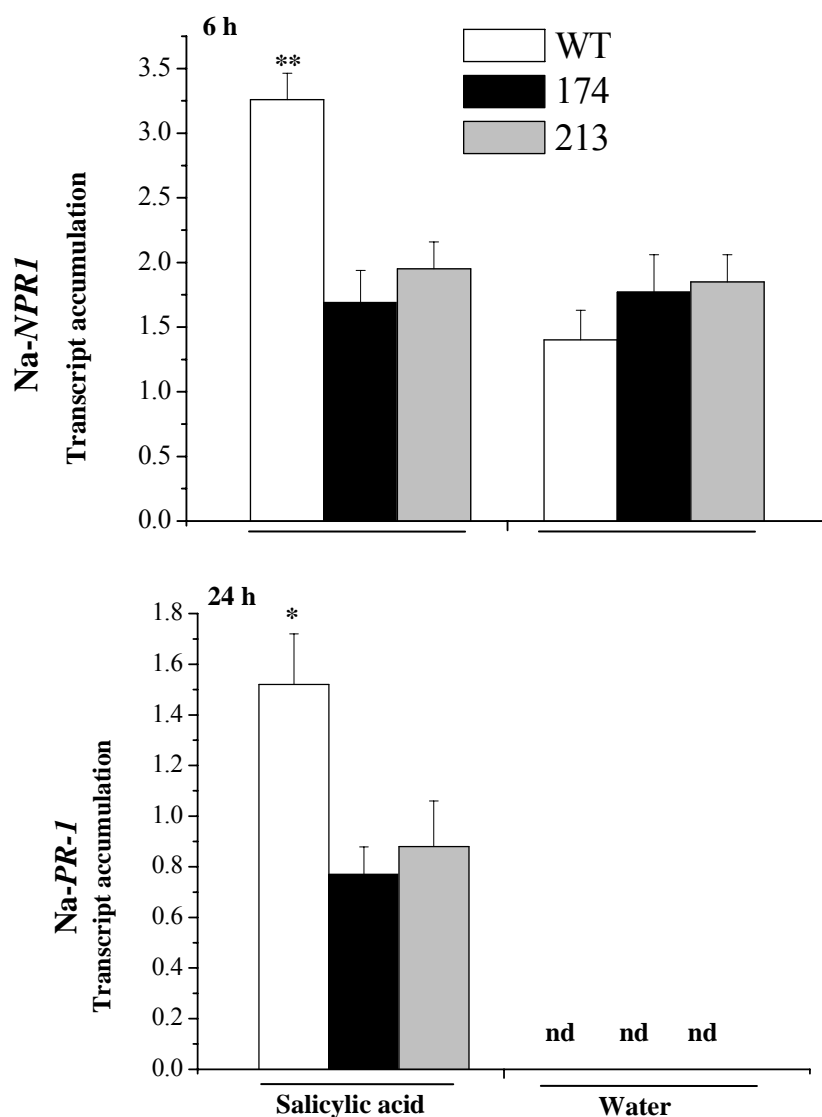 6 h
WT
174
213
**
3.5
3.0
2.5
2.0
1.5
1.0
0.5
0.0
Na-NPR1
Transcript accumulation
24 h
*
1.8
1.6
1.4
1.2
1.0
0.8
0.6
0.4
0.2
0.0
Na-PR-1
Transcript accumulation
nd nd nd
Salicylic acid
Water